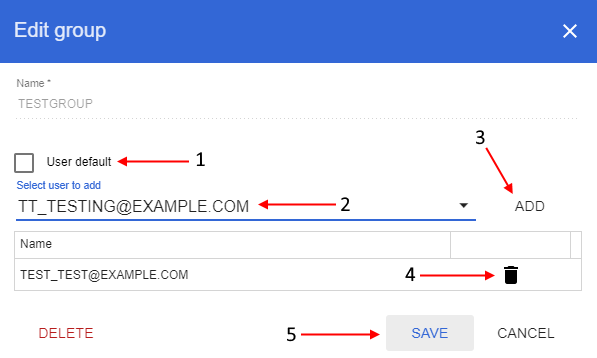 Edit group
Name *
TESTGROUP
3
User default 1
Select user to add
TT_TESTING@EXAMPLE.COM 2 ADD
Name
TEST_TEST@EXAMPLE.COM 4
DELETE 5 SAVE CANCEL